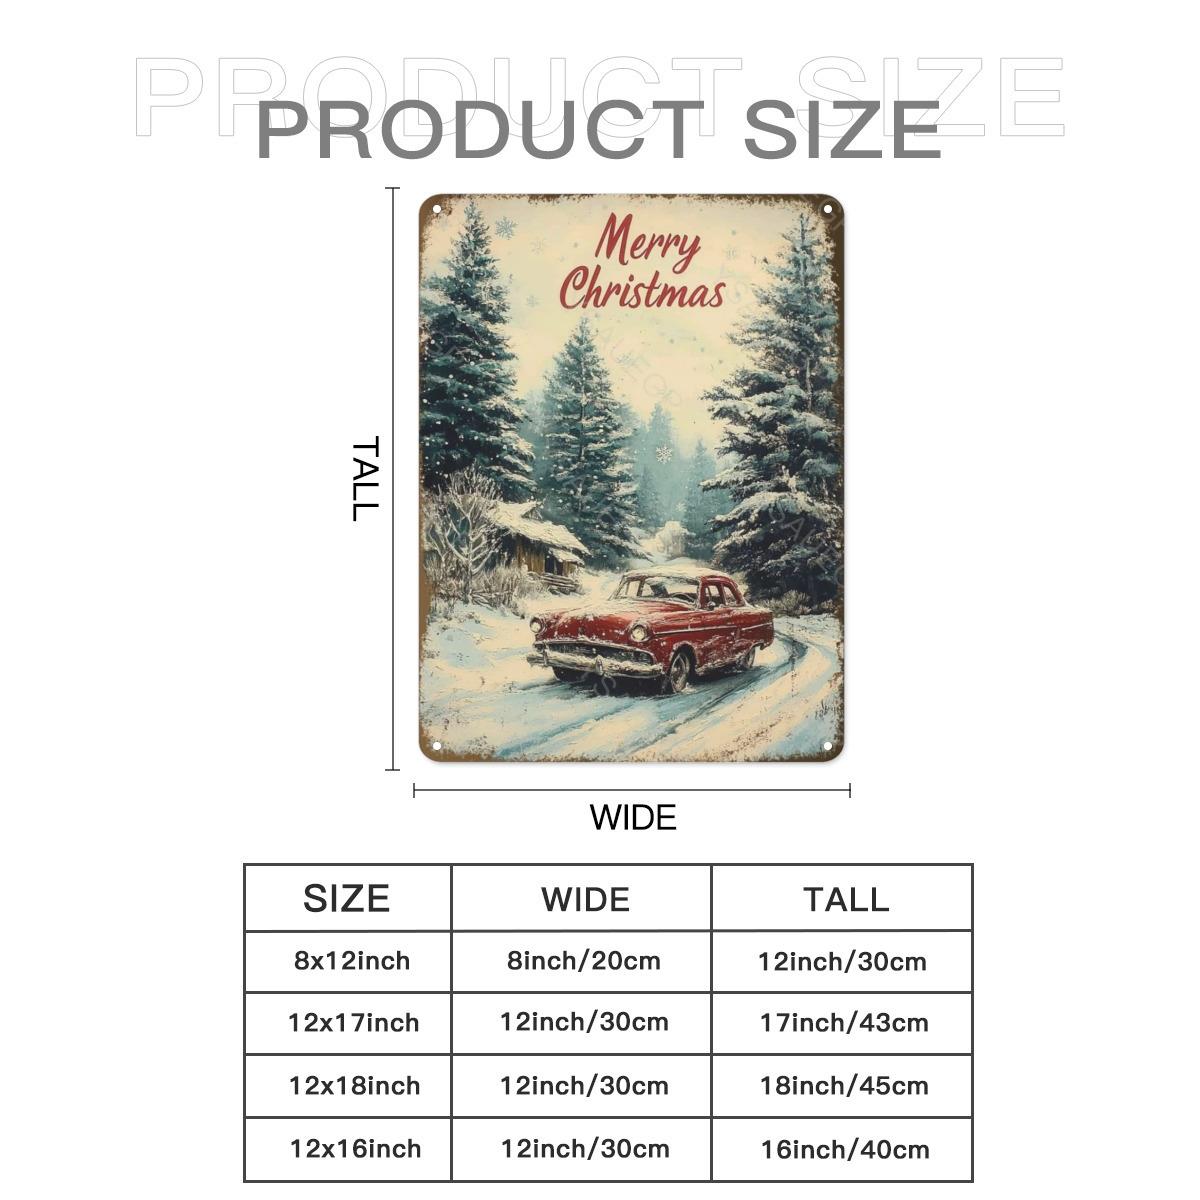 PRODUCT SIZE
PRODUCT SIZE
Merry
Christmas
TALL
WIDE
SIZE WIDE TALL
8x12inch 8inch/20cm 12inch/30cm
12x17inch 12inch/30cm 17inch/43cm
12x18inch 12inch/30cm 18inch/45cm
12x16inch 12inch/30cm 16inch/40cm